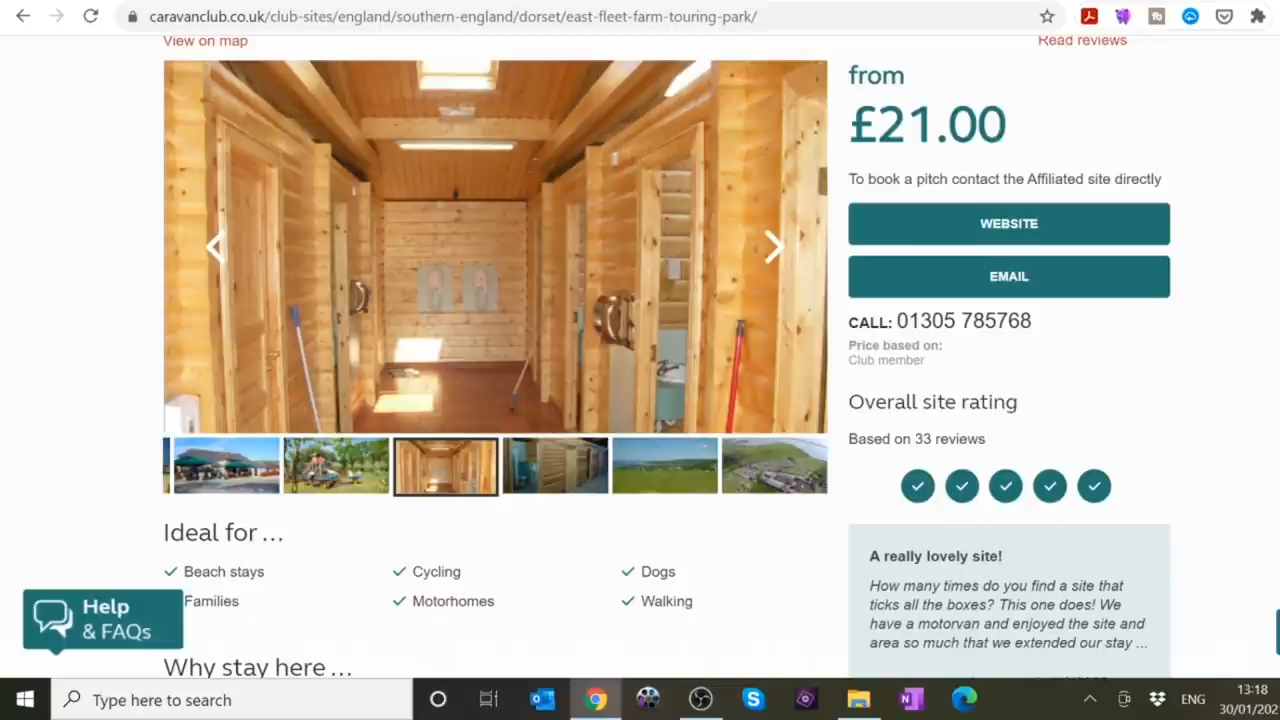 caravanclub.co.uk/club-sites/england/southern-england/dorset/east-fleet-farm-touring-park/
View on map
Read reviews
from
£21.00
To book a pitch contact the Affiliated site directly
WEBSITE
EMAIL
CALL: 01305 785768
Price based on:
Club member
Overall site rating
Based on 33 reviews
Ideal for ...
Beach stays
Cycling
Dogs
Families
Motorhomes
Walking
A really lovely site!
How many times do you find a site that
ticks all the boxes? This one does! We
have a motorvan and enjoyed the site and
area so much that we extended our stay ...
Help
& FAQs
Why stay here ...
Type here to search
ENG
13:18
30/01/202